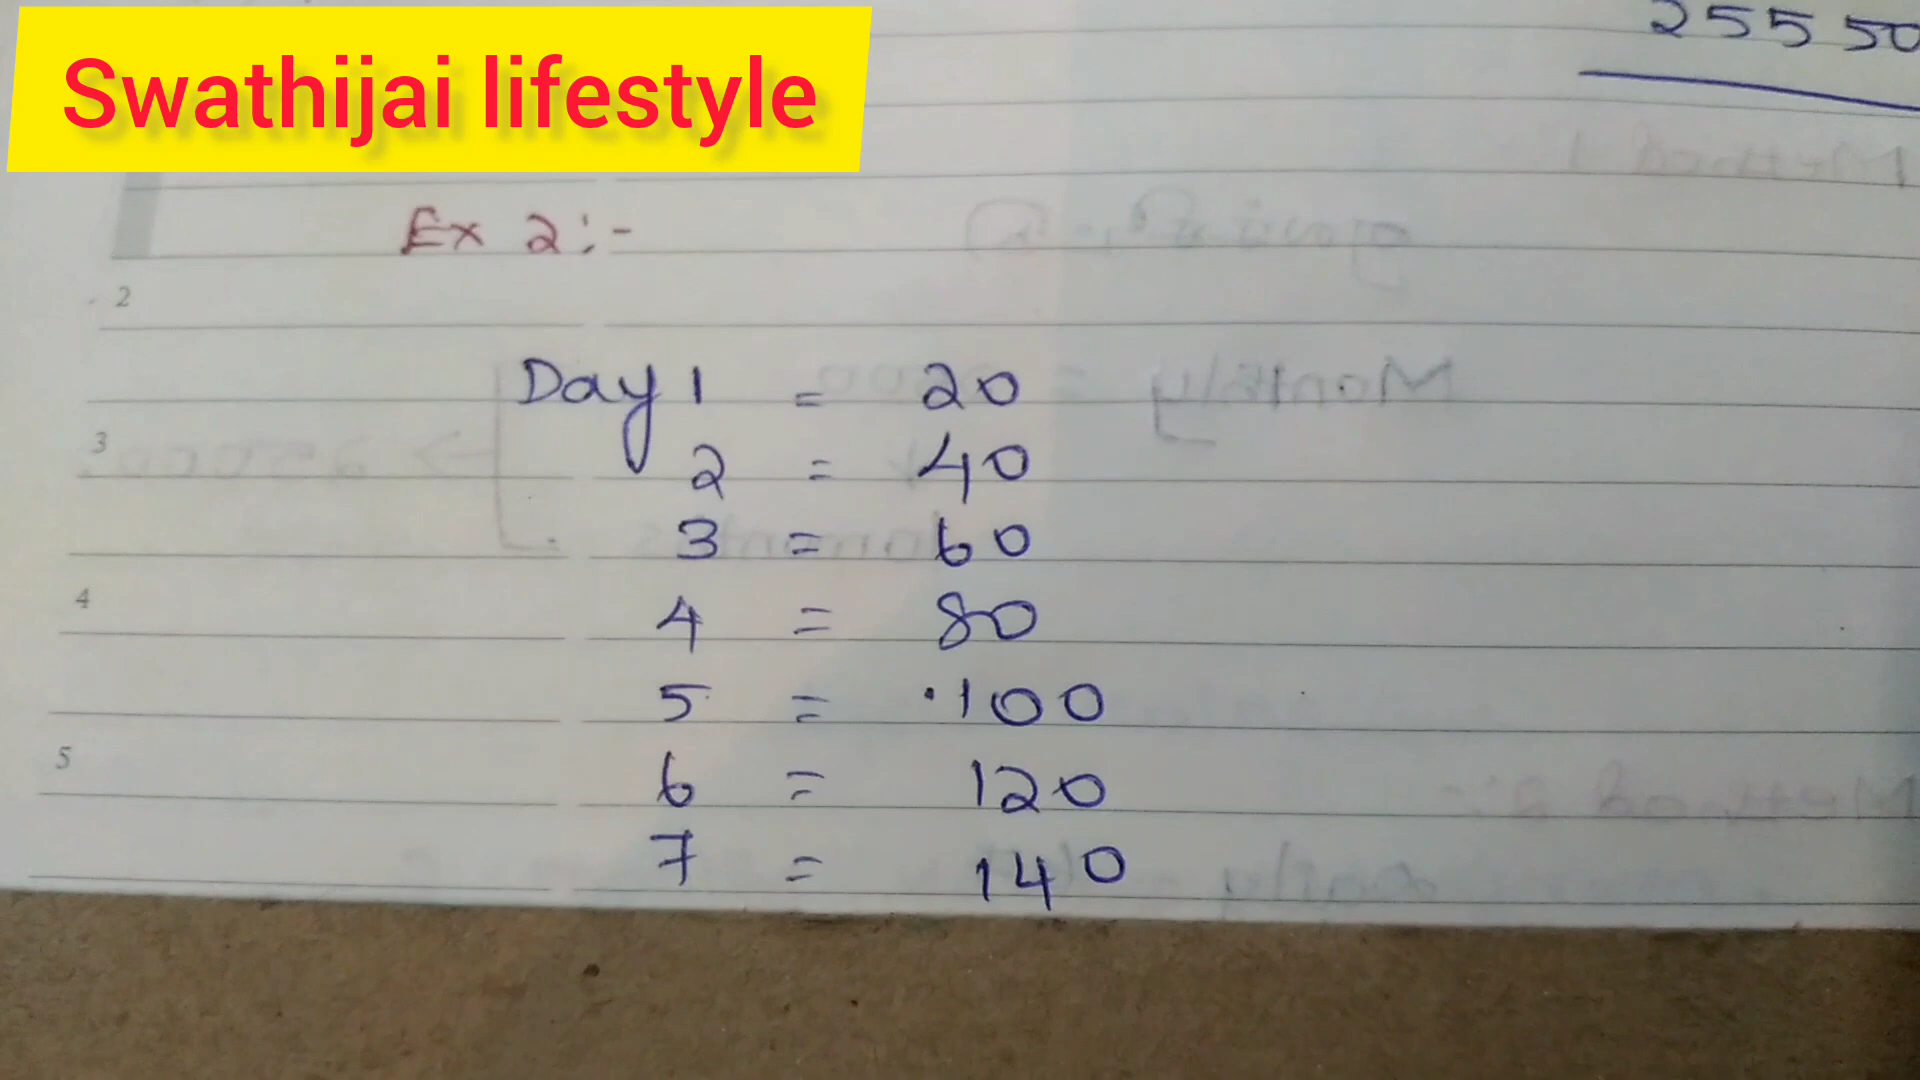 Swathijai lifestyle
25550
Ex 2:-
2
Day 1 = 20
3
2 = 40
3 = 60
4
4 = 80
5 = 100
5
6 = 120
7 = 140